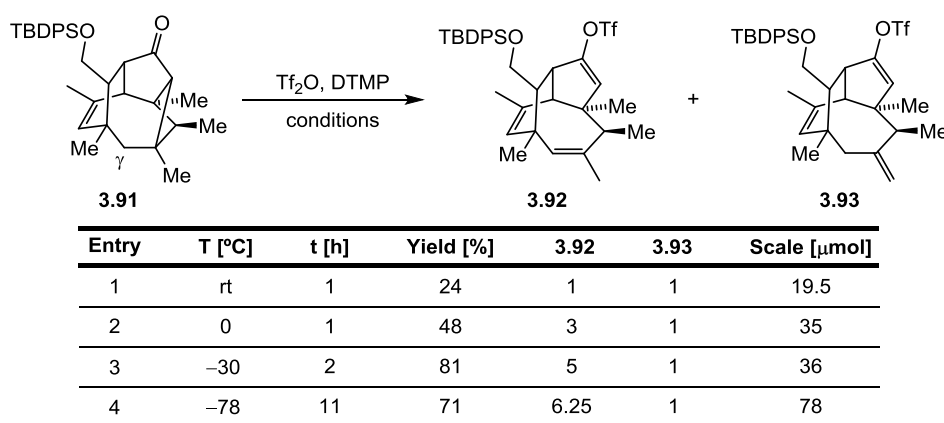 TBDPSO
O
Me
Me
Me
γ
Me
3.91
Tf2O, DTMP
conditions
TBDPSO
OTf
Me
Me
Me
3.92
+
TBDPSO
OTf
Me
Me
Me
3.93
Entry T [ºC] t [h] Yield [%] 3.92 3.93 Scale [μmol]
1 rt 1 24 1 1 19.5
2 0 1 48 3 1 35
3 −30 2 81 5 1 36
4 −78 11 71 6.25 1 78